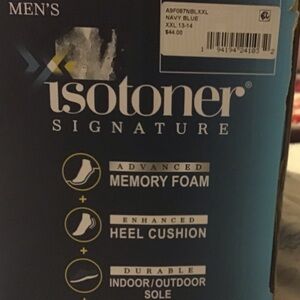 MEN'S
A9F087NBLXXL
NAVY BLUE
XXL 13-14
$44.00
isotoner®
SIGNATURE
ADVANCED
MEMORY FOAM
+
ENHANCED
HEEL CUSHION
+
DURABLE
INDOOR/OUTDOOR
SOLE